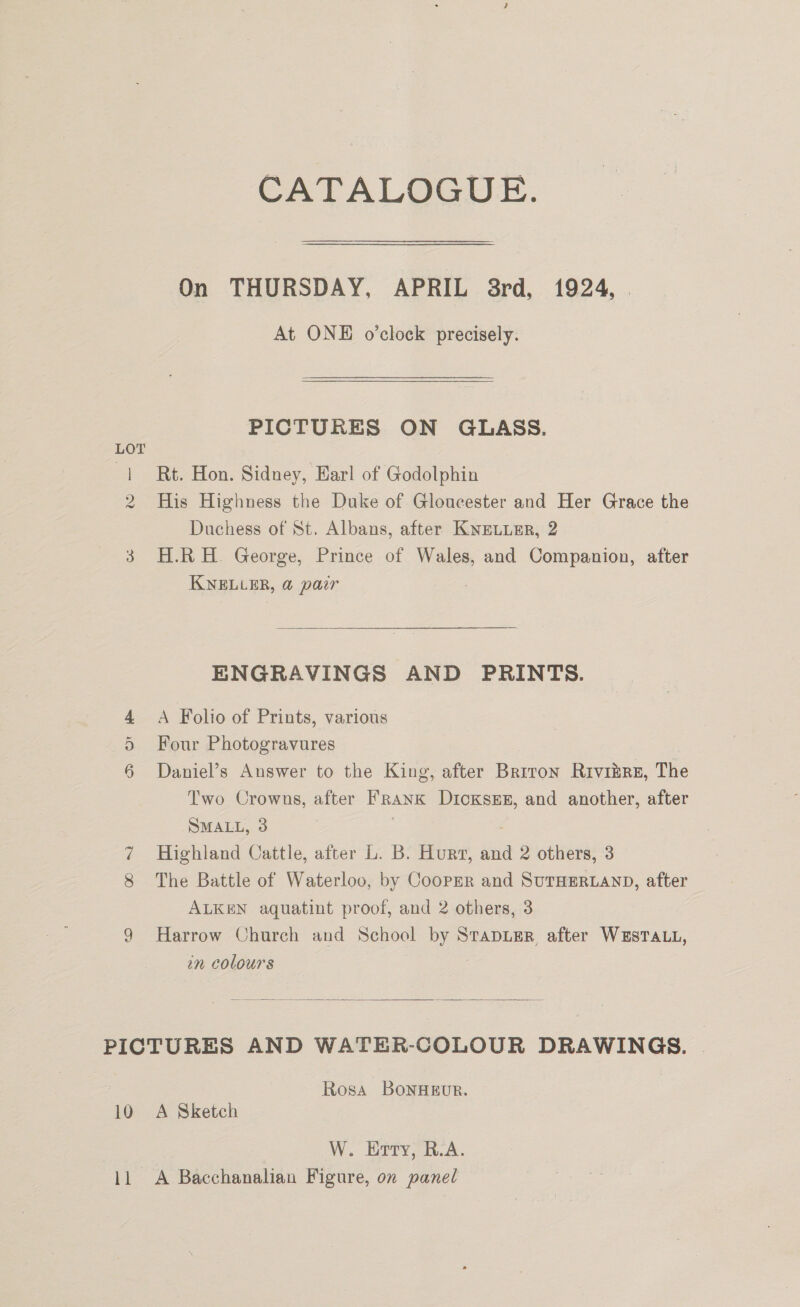 CATALOGUE.
On THURSDAY, APRIL 3rd, 1924,
At ONE o'clock precisely.
PICTURES ON GLASS.
LOT
1 Rt. Hon. Sidney, Earl of Godolphin
2 His Highness the Duke of Gloucester and Her Grace the
Duchess of St. Albans, after KNELLER, 2
3 H.R H. George, Prince of Wales, and Companion, after
KNELLER, a pair
ENGRAVINGS AND PRINTS.
4 A Folio of Prints, various
5 Four Photogravures
6 Daniel's Answer to the King, after BRITON RIVIÈRE, The
Two Crowns, after FRANK DICKSEE, and another, after
SMALL, 3
7 Highland Cattle, after L. B. HURT, and 2 others, 3
8 The Battle of Waterloo, by COOPER and SUTHERLAND, after
ALKEN aquatint proof, and 2 others, 3
9 Harrow Church and School by STADLER after WESTALL,
in colours
PICTURES AND WATER-COLOUR DRAWINGS.
ROSA BONHEUR.
10 A Sketch
W. ETTY, R.A.
11 A Bacchanalian Figure, on panel